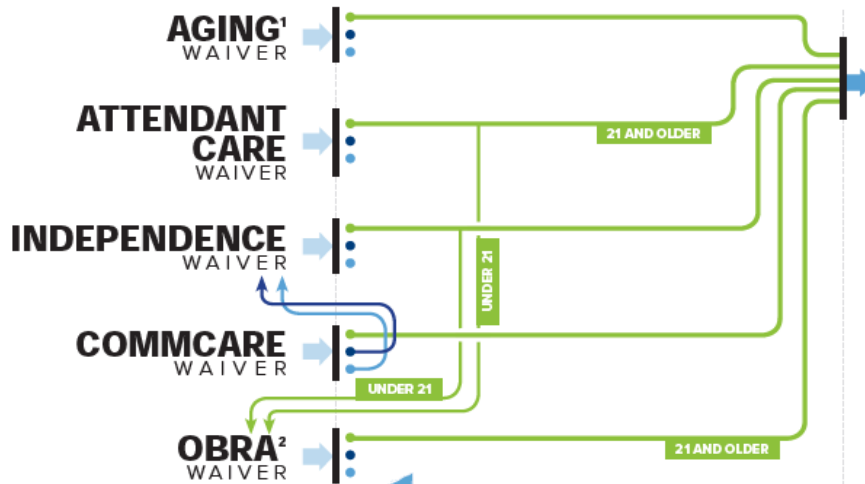 AGING¹
WAIVER
ATTENDANT
CARE
WAIVER
21 AND OLDER
INDEPENDENCE
WAIVER
UNDER 21
COMMCARE
WAIVER
UNDER 21
OBRA²
WAIVER
21 AND OLDER